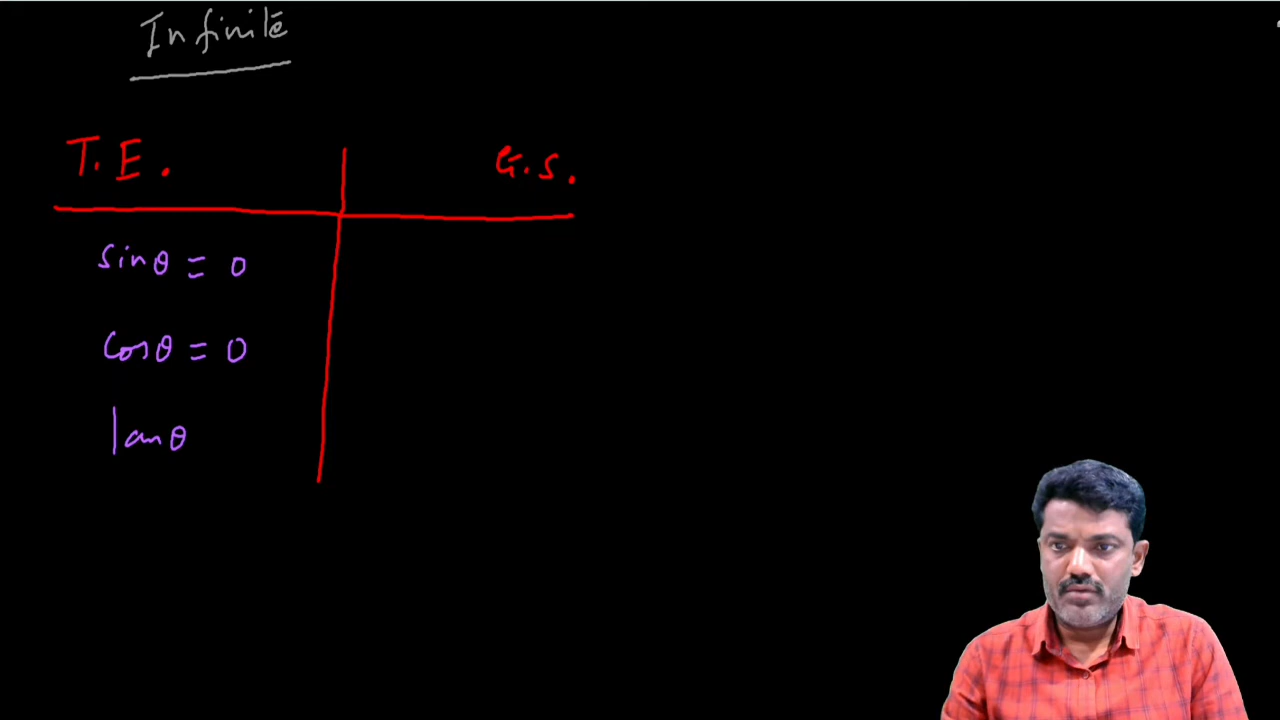 Infinite
T.E. G.S.
sinθ = 0
cosθ = 0
tanθ